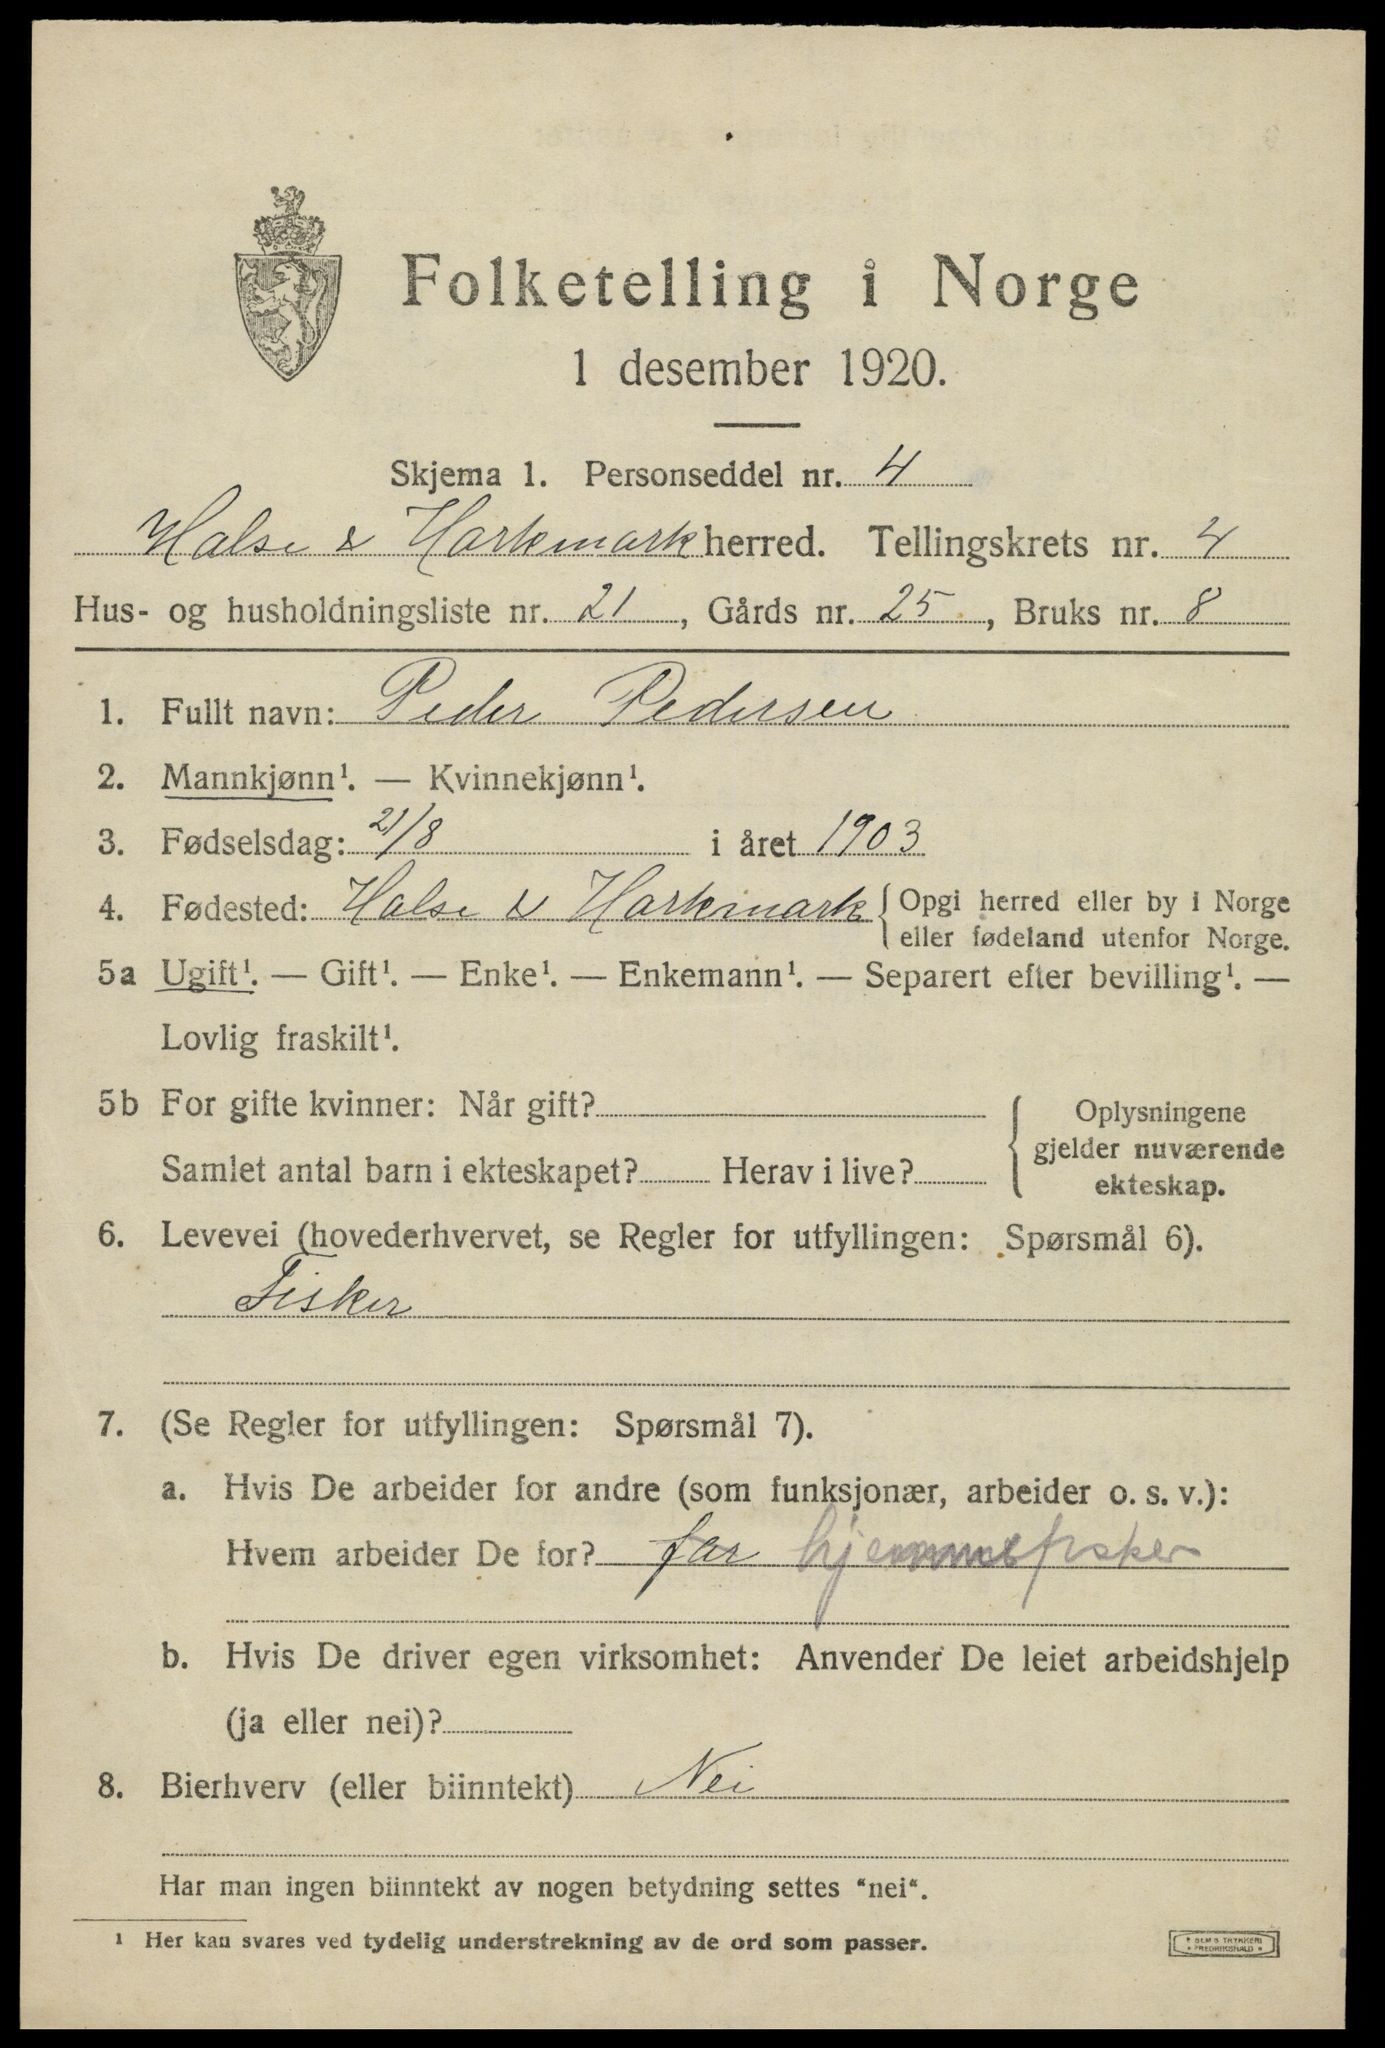 Folketelling i Norge
1 desember 1920.
Skjema 1. Personseddel nr. 4
Halse & Harkmark herred. Tellingskrets nr. 4
Hus- og husholdningsliste nr. 21, Gårds nr. 25, Bruks nr. 8
1. Fullt navn: Peder Pedersen
2. Mannkjønn¹. — Kvinnekjønn¹.
3. Fødselsdag: 21/8 i året 1903
4. Fødested: Halse & Harkmark { Opgi herred eller by i Norge
eller fødeland utenfor Norge.
5a Ugift¹. — Gift¹. — Enke¹. — Enkemann¹. — Separert efter bevilling¹. —
Lovlig fraskilt¹.
5b For gifte kvinner: Når gift?
Samlet antal barn i ekteskapet? Herav i live?
{ Oplysningene
gjelder nuværende
ekteskap.
6. Levevei (hovederhvervet, se Regler for utfyllingen: Spørsmål 6).
Fisker
7. (Se Regler for utfyllingen: Spørsmål 7).
a. Hvis De arbeider for andre (som funksjonær, arbeider o. s. v.):
Hvem arbeider De for? far hjemmefisker
b. Hvis De driver egen virksomhet: Anvender De leiet arbeidshjelp
(ja eller nei)?
8. Bierhverv (eller biinntekt) Nei
Har man ingen biinntekt av nogen betydning settes "nei".
¹ Her kan svares ved tydelig understrekning av de ord som passer.
SEMS TRYKKERI
FREDRIKSHALD